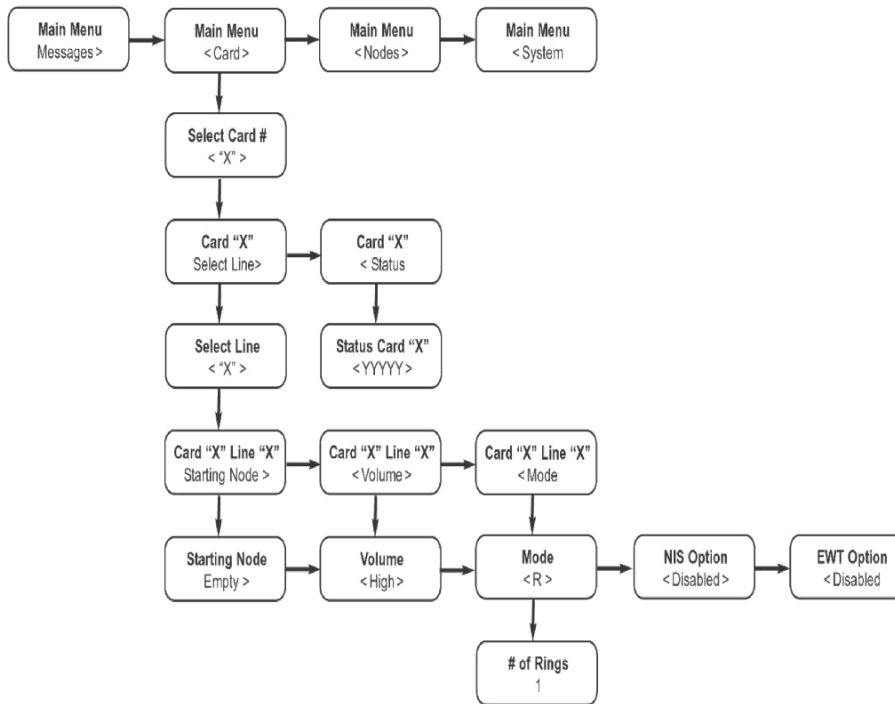 Main Menu
Messages >
Main Menu
< Card >
Main Menu
< Nodes >
Main Menu
< System
Select Card #
< “X” >
Card “X”
Select Line>
Card “X”
< Status
Select Line
< “X” >
Status Card “X”
< YYYYY >
Card “X” Line “X”
Starting Node >
Card “X” Line “X”
< Volume >
Card “X” Line “X”
< Mode
Starting Node
Empty >
Volume
< High >
Mode
< R >
NIS Option
< Disabled >
EWT Option
< Disabled
# of Rings
1